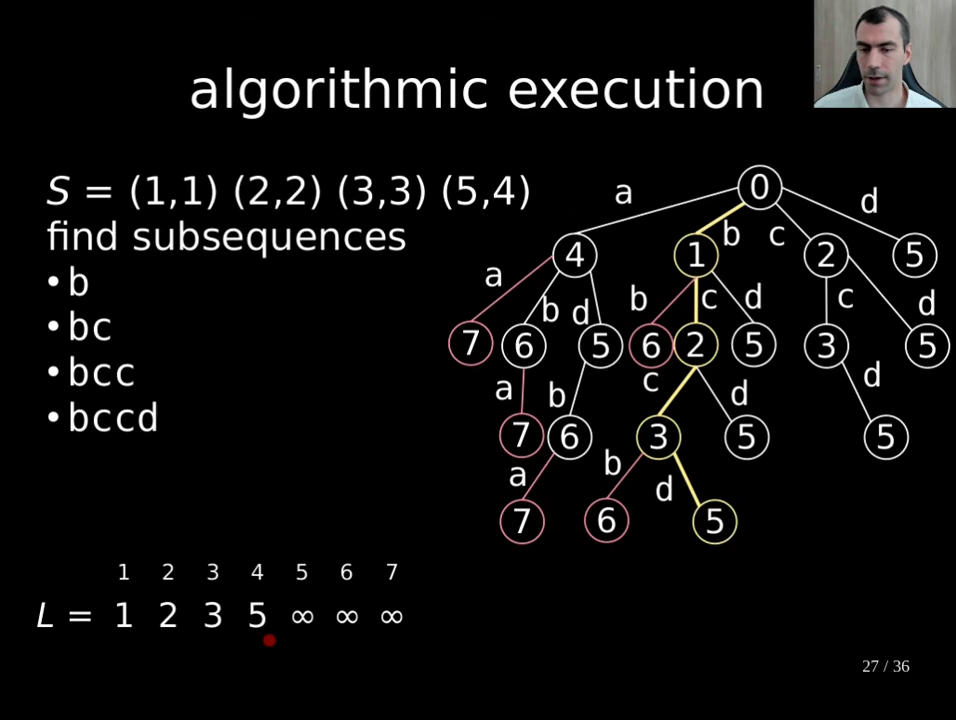 algorithmic execution
S = (1,1) (2,2) (3,3) (5,4)
find subsequences
•b
•bc
•bcc
•bccd
0
a b c d
4 1 2 5
a b d b c d c d
7 6 5 6 2 5 3 5
a b c d d
7 6 3 5 5
a b d
7 6 5
1 2 3 4 5 6 7
L = 1 2 3 5 ∞ ∞ ∞
27 / 36